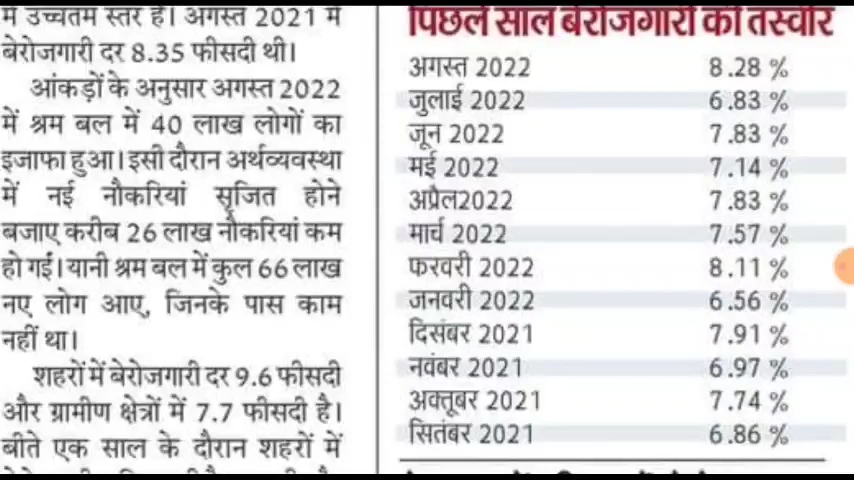 में उच्चतम स्तर है। अगस्त 2021 में
बेरोजगारी दर 8.35 फीसदी थी।
आंकड़ों के अनुसार अगस्त 2022
में श्रम बल में 40 लाख लोगों का
इजाफा हुआ। इसी दौरान अर्थव्यवस्था
में नई नौकरियां सृजित होने
बजाए करीब 26 लाख नौकरियां कम
हो गईं। यानी श्रम बल में कुल 66 लाख
नए लोग आए, जिनके पास काम
नहीं था।
शहरों में बेरोजगारी दर 9.6 फीसदी
और ग्रामीण क्षेत्रों में 7.7 फीसदी है।
बीते एक साल के दौरान शहरों में
पिछले साल बेरोजगारी की तस्वीर
अगस्त 2022 8.28 %
जुलाई 2022 6.83 %
जून 2022 7.83 %
मई 2022 7.14 %
अप्रैल2022 7.83 %
मार्च 2022 7.57 %
फरवरी 2022 8.11 %
जनवरी 2022 6.56 %
दिसंबर 2021 7.91 %
नवंबर 2021 6.97 %
अक्तूबर 2021 7.74 %
सितंबर 2021 6.86 %